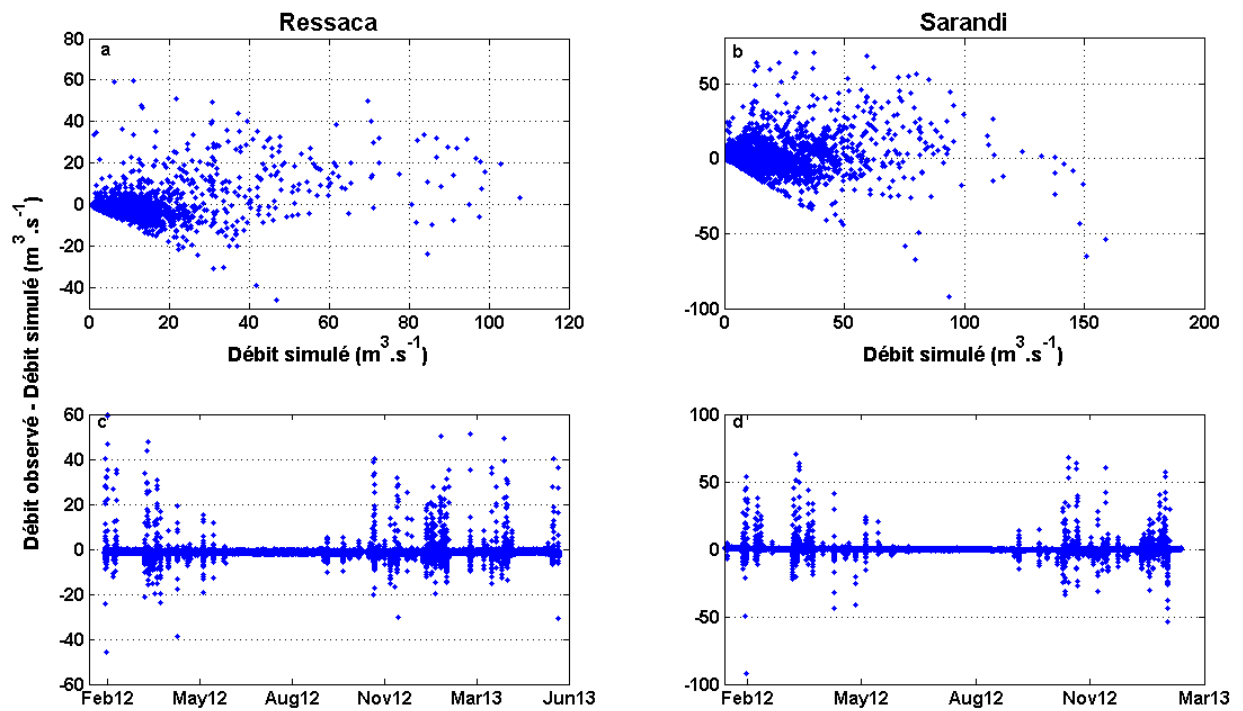 Ressaca
Sarandi
a
80
60
40
20
0
-20
-40
0 20 40 60 80 100 120
Débit simulé (m³.s⁻¹)
b
50
0
-50
-100
0 50 100 150 200
Débit simulé (m³.s⁻¹)
Débit observé - Débit simulé (m³.s⁻¹)
c
60
40
20
0
-20
-40
-60
Feb12 May12 Aug12 Nov12 Mar13 Jun13
d
100
50
0
-50
-100
Feb12 May12 Aug12 Nov12 Mar13